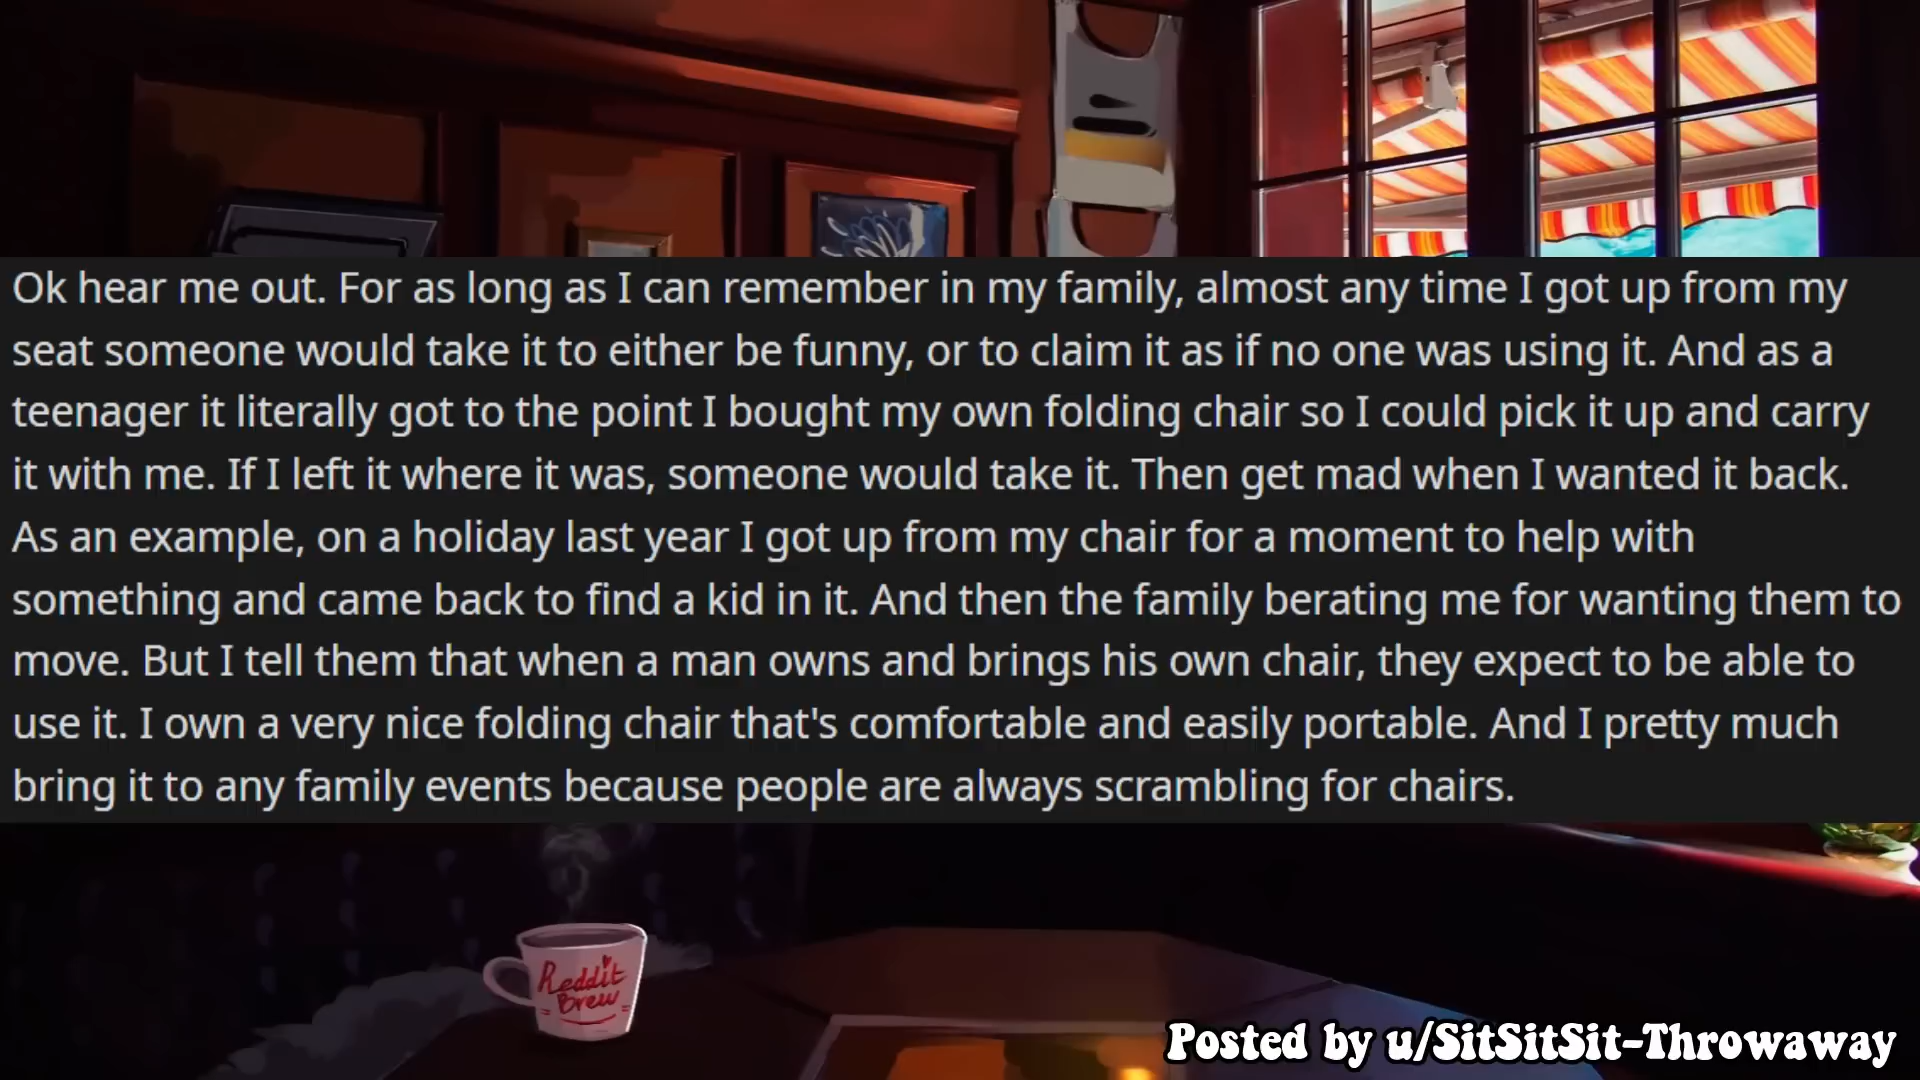 Ok hear me out. For as long as I can remember in my family, almost any time I got up from my
seat someone would take it to either be funny, or to claim it as if no one was using it. And as a
teenager it literally got to the point I bought my own folding chair so I could pick it up and carry
it with me. If I left it where it was, someone would take it. Then get mad when I wanted it back.
As an example, on a holiday last year I got up from my chair for a moment to help with
something and came back to find a kid in it. And then the family berating me for wanting them to
move. But I tell them that when a man owns and brings his own chair, they expect to be able to
use it. I own a very nice folding chair that's comfortable and easily portable. And I pretty much
bring it to any family events because people are always scrambling for chairs.
Reddit
Brew
Posted by u/SitSitSit-Throwaway